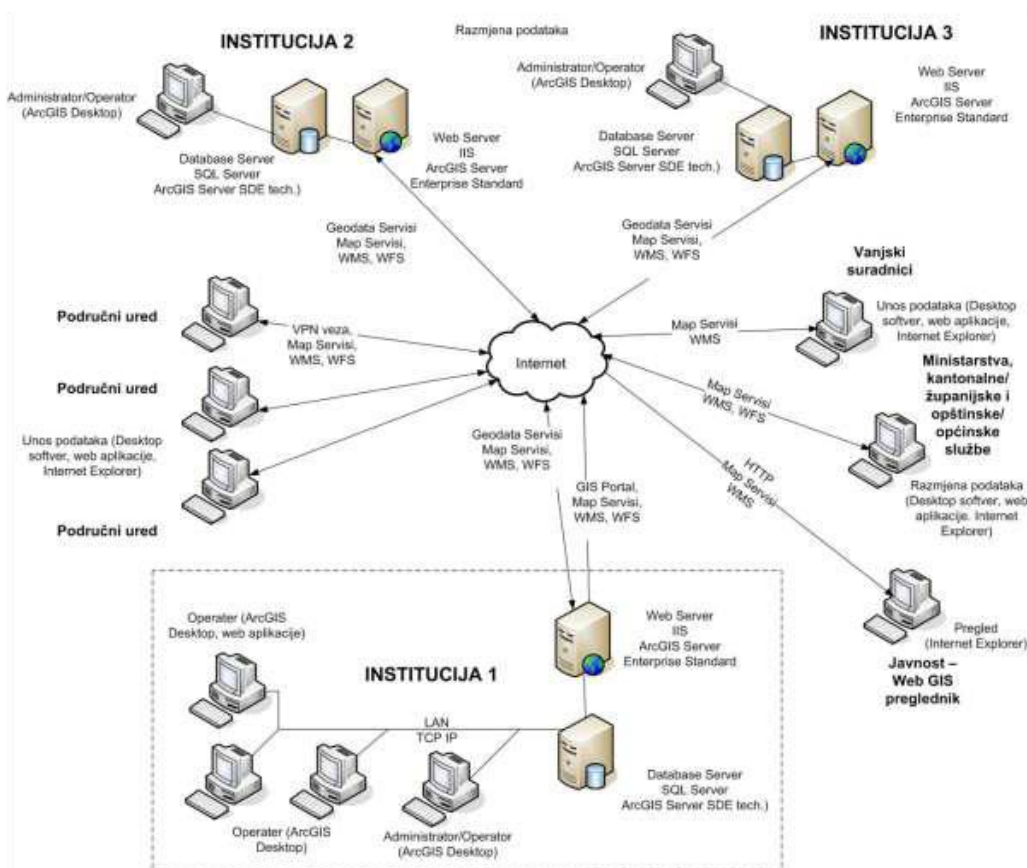 INSTITUCIJA 2
Razmjena podataka
INSTITUCIJA 3
Administrator/Operator
(ArcGIS Desktop)
Database Server
SQL Server
ArcGIS Server SDE tech.)
Web Server
IIS
ArcGIS Server
Enterprise Standard
Administrator/Operator
(ArcGIS Desktop)
Database Server
SQL Server
ArcGIS Server SDE tech.)
Web Server
IIS
ArcGIS Server
Enterprise Standard
Geodata Servisi
Map Servisi,
WMS, WFS
Geodata Servisi
Map Servisi,
WMS, WFS
Područni ured
VPN veza,
Map Servisi,
WMS, WFS
Područni ured
Unos podataka (Desktop
softver, web aplikacije,
Internet Explorer)
Područni ured
Internet
Vanjski
suradnici
Map Servisi
WMS
Unos podataka (Desktop
softver, web aplikacije,
Internet Explorer)
Map Servisi
WMS, WFS
Ministarstva,
kantonalne/
županijske i
opštinske/
općinske
službe
Razmjena podataka
(Desktop softver, web
aplikacije. Internet
Explorer)
HTTP
Map Servisi
WMS
Pregled
(Internet Explorer)
Javnost –
Web GIS
preglednik
Geodata Servisi
Map Servisi,
WMS, WFS
GIS Portal,
Map Servisi,
WMS, WFS
Operater (ArcGIS
Desktop, web aplikacije)
INSTITUCIJA 1
Web Server
IIS
ArcGIS Server
Enterprise Standard
LAN
TCP IP
Database Server
SQL Server
ArcGIS Server SDE tech.)
Operater (ArcGIS
Desktop)
Administrator/Operator
(ArcGIS Desktop)